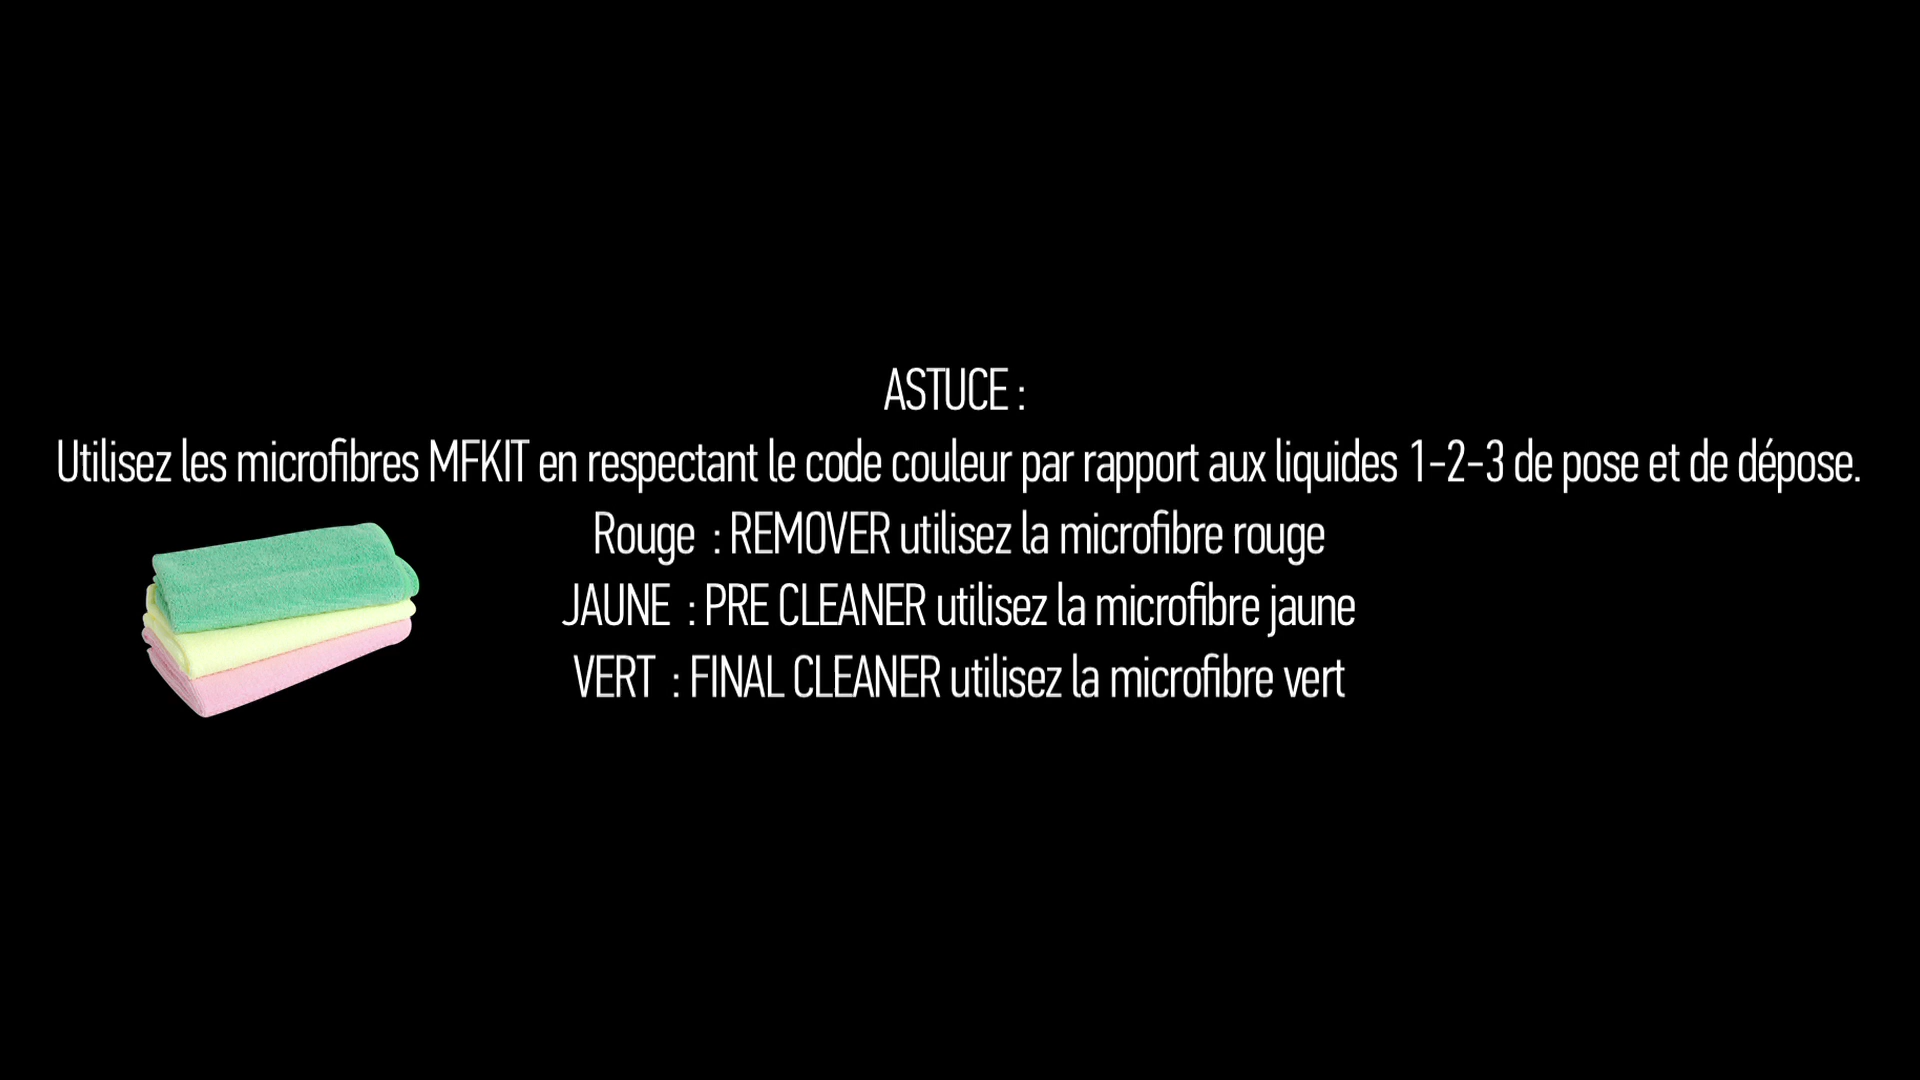 ASTUCE :
Utilisez les microfibres MFKIT en respectant le code couleur par rapport aux liquides 1-2-3 de pose et de dépose.
Rouge : REMOVER utilisez la microfibre rouge
JAUNE : PRE CLEANER utilisez la microfibre jaune
VERT : FINAL CLEANER utilisez la microfibre vert